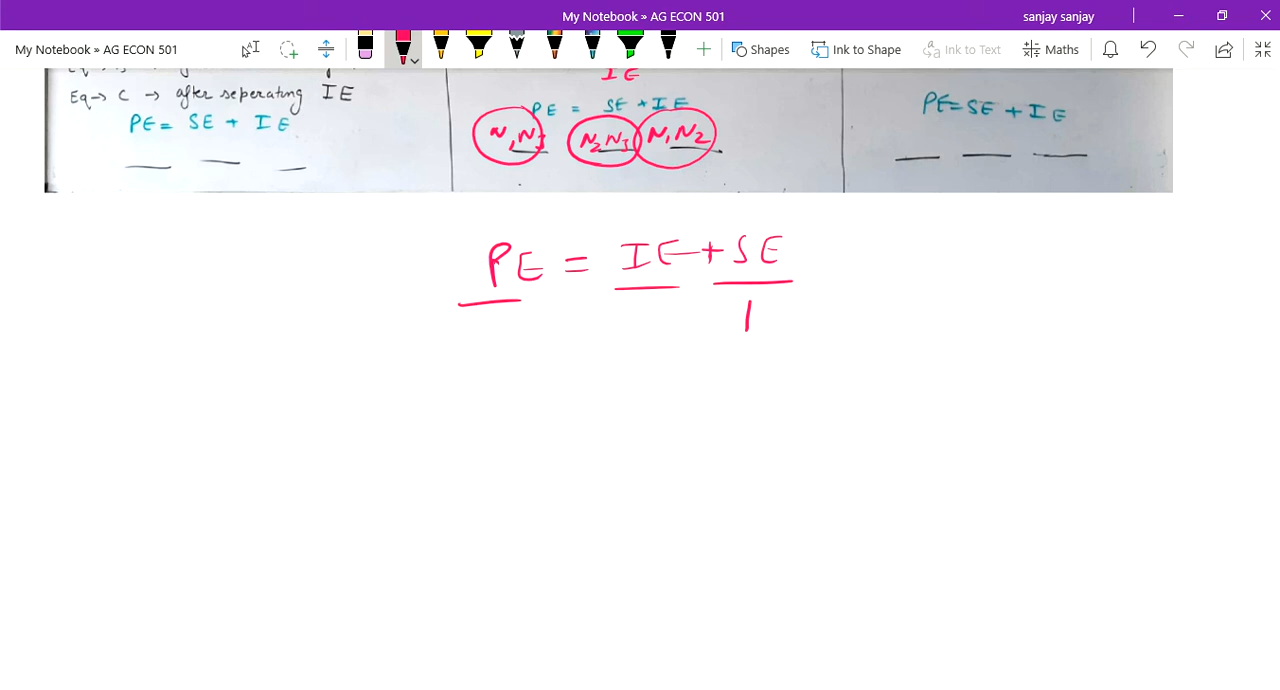 My Notebook » AG ECON 501
sanjay sanjay
My Notebook » AG ECON 501
Shapes
Ink to Shape
Ink to Text
Maths
Eq→ C → after seperating IE
PE= SE + IE
IE
PE = SE + IE
N1N3 N2N3 N1N2
PE=SE + IE
PE = IE + SE